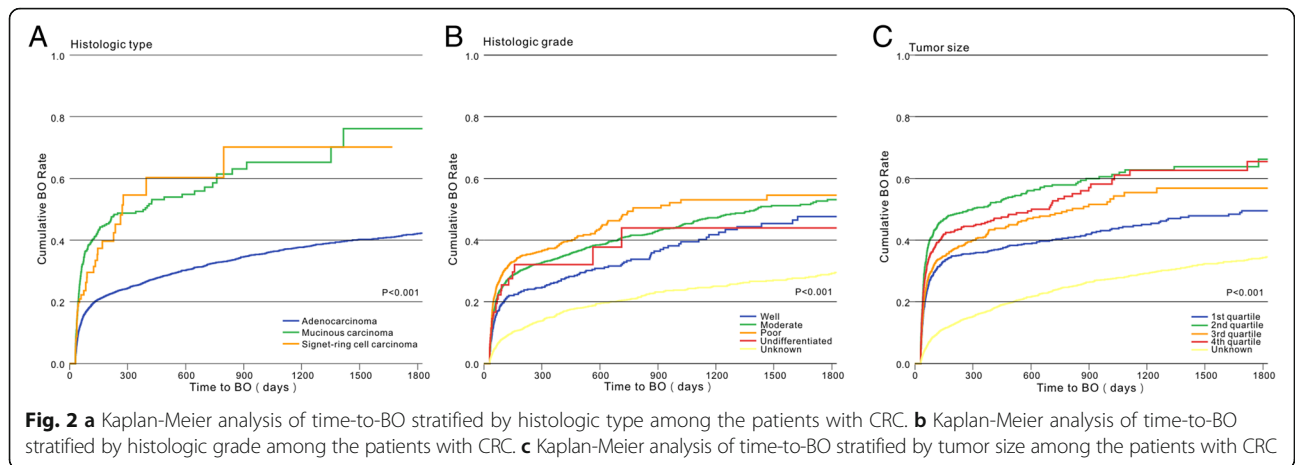 A
Histologic type
1.0
0.8
0.6
0.4
0.2
0.0
Cumulative BO Rate
P<0.001
Adenocarcinoma
Mucinous carcinoma
Signet-ring cell carcinoma
0 300 600 900 1200 1500 1800
Time to BO ( days)
B
Histologic grade
1.0
0.8
0.6
0.4
0.2
0.0
Cumulative BO Rate
P<0.001
Well
Moderate
Poor
Undifferentiated
Unknown
0 300 600 900 1200 1500 1800
Time to BO ( days)
C
Tumor size
1.0
0.8
0.6
0.4
0.2
0.0
Cumulative BO Rate
P<0.001
1st quartile
2nd quartile
3rd quartile
4th quartile
Unknown
0 300 600 900 1200 1500 1800
Time to BO ( days)
Fig. 2 a Kaplan-Meier analysis of time-to-BO stratified by histologic type among the patients with CRC. b Kaplan-Meier analysis of time-to-BO
stratified by histologic grade among the patients with CRC. c Kaplan-Meier analysis of time-to-BO stratified by tumor size among the patients with CRC